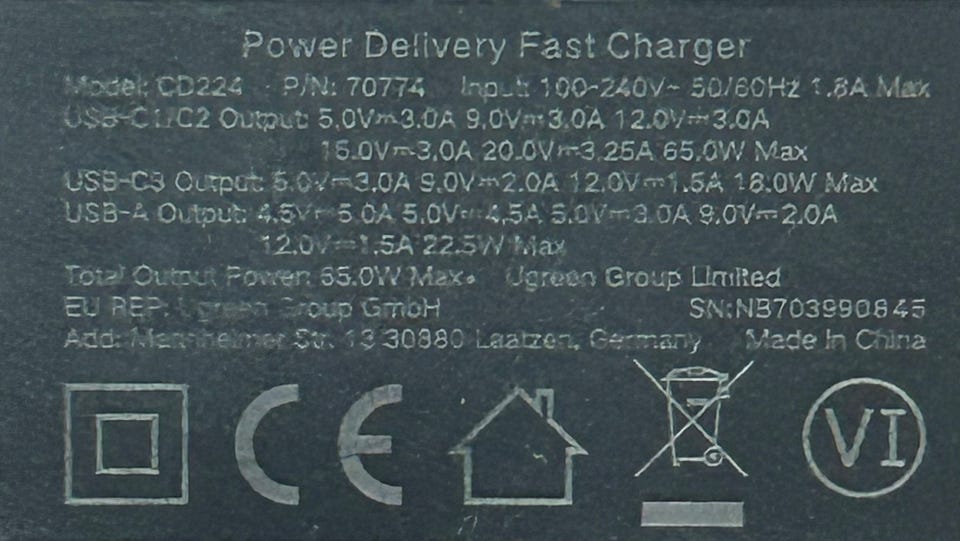 Power Delivery Fast Charger
Model: CD224 P/N: 70774 Input: 100-240V~ 50/60Hz 1.8A Max
USB-C1/C2 Output: 5.0V⎓3.0A 9.0V⎓3.0A 12.0V⎓3.0A
15.0V⎓3.0A 20.0V⎓3.25A 65.0W Max
USB-C3 Output: 5.0V⎓3.0A 9.0V⎓2.0A 12.0V⎓1.5A 18.0W Max
USB-A Output: 4.5V⎓5.0A 5.0V⎓4.5A 5.0V⎓3.0A 9.0V⎓2.0A
12.0V⎓1.5A 22.5W Max
Total Output Power: 65.0W Max. Ugreen Group Limited
EU REP: Ugreen Group GmbH SN:NB703990845
Add: Mannheimer Str. 13 30880 Laatzen, Germany Made in China
CE VI